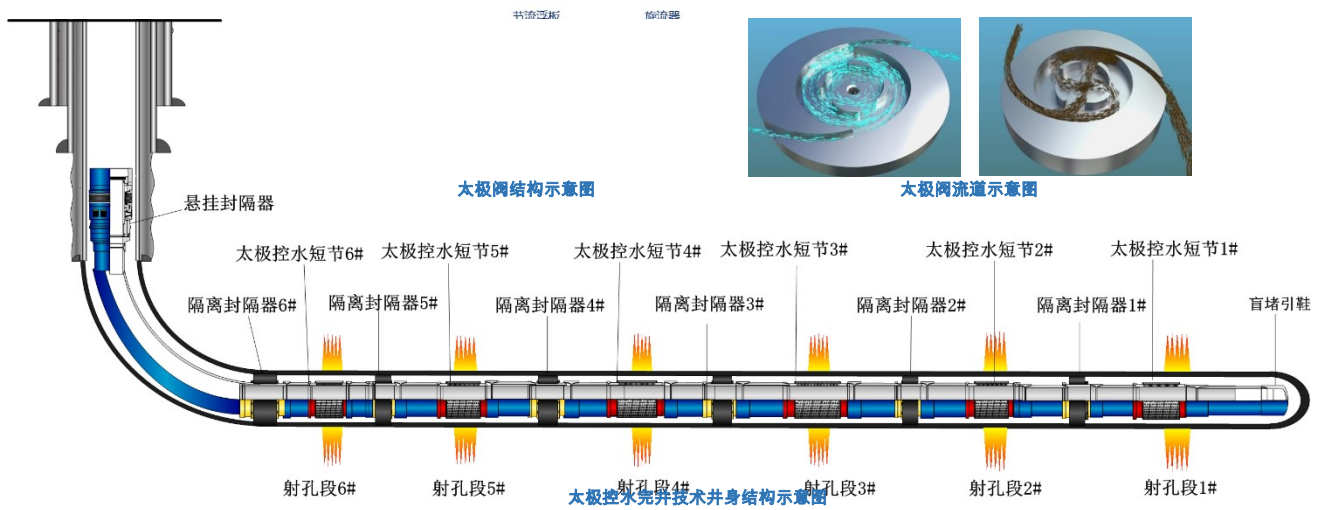 节流浮板 旋流器
太极阀结构示意图 太极阀流道示意图
悬挂封隔器
太极控水短节6# 太极控水短节5# 太极控水短节4# 太极控水短节3# 太极控水短节2# 太极控水短节1#
隔离封隔器6# 隔离封隔器5# 隔离封隔器4# 隔离封隔器3# 隔离封隔器2# 隔离封隔器1# 盲堵引鞋
射孔段6# 射孔段5# 射孔段4# 射孔段3# 射孔段2# 射孔段1#
太极控水完井技术井身结构示意图